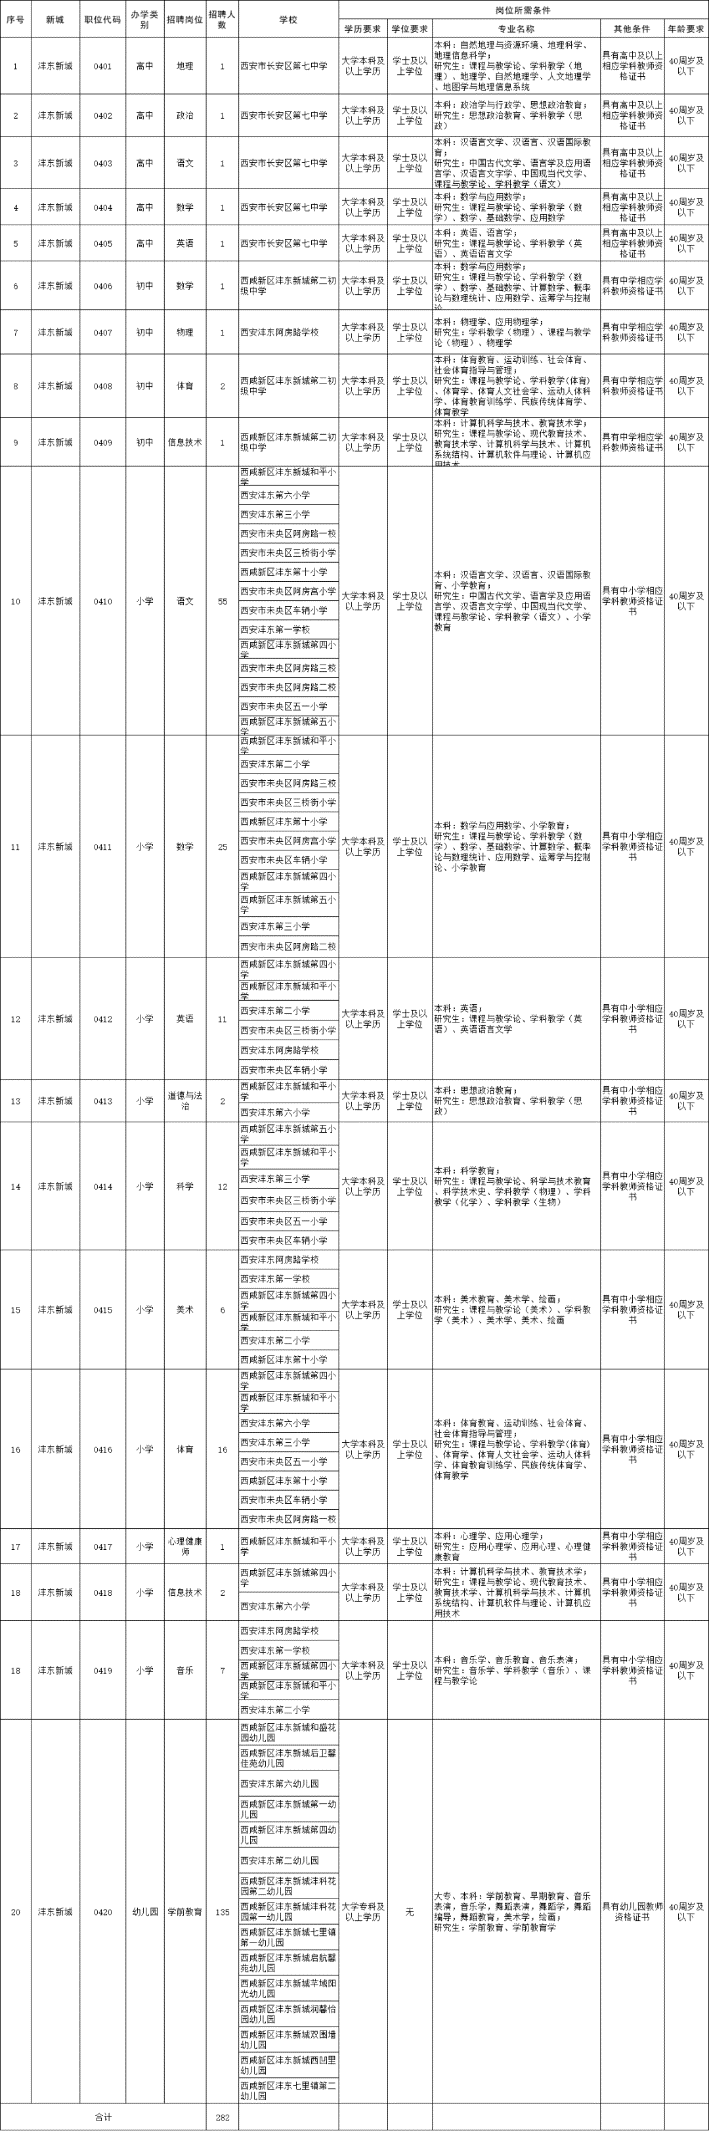 序号 新城 职位代码 办学类别 招聘岗位 招聘人数 学校 岗位所需条件
学历要求 学位要求 专业名称 其他条件 年龄要求
1 沣东新城 0401 高中 地理 1 西安市长安区第七中学 大学本科及以上学历 学士及以上学位 本科：自然地理与资源环境、地理科学、地理信息科学； 研究生：课程与教学论、学科教学（地理）、地理学、自然地理学、人文地理学、地图学与地理信息系统 具有高中及以上相应学科教师资格证书 40周岁及以下
2 沣东新城 0402 高中 政治 1 西安市长安区第七中学 大学本科及以上学历 学士及以上学位 本科：政治学与行政学、思想政治教育； 研究生：思想政治教育、学科教学（思政） 具有高中及以上相应学科教师资格证书 40周岁及以下
3 沣东新城 0403 高中 语文 1 西安市长安区第七中学 大学本科及以上学历 学士及以上学位 本科：汉语言文学、汉语言、汉语国际教育； 研究生：中国古代文学、语言学及应用语言学、汉语言文字学、中国现当代文学、课程与教学论、学科教学（语文） 具有高中及以上相应学科教师资格证书 40周岁及以下
4 沣东新城 0404 高中 数学 1 西安市长安区第七中学 大学本科及以上学历 学士及以上学位 本科：数学与应用数学； 研究生：课程与教学论、学科教学（数学）、数学、基础数学、应用数学 具有高中及以上相应学科教师资格证书 40周岁及以下
5 沣东新城 0405 高中 英语 1 西安市长安区第七中学 大学本科及以上学历 学士及以上学位 本科：英语、语言学； 研究生：课程与教学论、学科教学（英语）、英语语言文学 具有高中及以上相应学科教师资格证书 40周岁及以下
6 沣东新城 0406 初中 数学 1 西咸新区沣东新城第二初级中学 大学本科及以上学历 学士及以上学位 本科：数学与应用数学； 研究生：课程与教学论、学科教学（数学）、数学、基础数学、计算数学、概率论与数理统计、应用数学、运筹学与控制论 具有中学相应学科教师资格证书 40周岁及以下
7 沣东新城 0407 初中 物理 1 西安沣东阿房路学校 大学本科及以上学历 学士及以上学位 本科：物理学、应用物理学； 研究生：学科教学（物理）、课程与教学论（物理）、物理学 具有中学相应学科教师资格证书 40周岁及以下
8 沣东新城 0408 初中 体育 2 西咸新区沣东新城第二初级中学 大学本科及以上学历 学士及以上学位 本科：体育教育、运动训练、社会体育、社会体育指导与管理； 研究生：课程与教学论、学科教学(体育)、体育学、体育人文社会学、运动人体科学、体育教育训练学、民族传统体育学、体育教学 具有中学相应学科教师资格证书 40周岁及以下
9 沣东新城 0409 初中 信息技术 1 西咸新区沣东新城第二初级中学 大学本科及以上学历 学士及以上学位 本科：计算机科学与技术、教育技术学； 研究生：课程与教学论、现代教育技术、教育技术学、计算机科学与技术、计算机系统结构、计算机软件与理论、计算机应用技术 具有中学相应学科教师资格证书 40周岁及以下
10 沣东新城 0410 小学 语文 55 大学本科及以上学历 学士及以上学位 本科：汉语言文学、汉语言、汉语国际教育、小学教育； 研究生：中国古代文学、语言学及应用语言学、汉语言文字学、中国现当代文学、课程与教学论、学科教学（语文）、小学教育 具有中小学相应学科教师资格证书 40周岁及以下
西咸新区沣东新城和平小学
西安沣东第六小学
西安沣东第三小学
西安市未央区阿房路一校
西安市未央区三桥街小学
西咸新区沣东第十小学
西安市未央区阿房宫小学
西安市未央区车辆小学
西安沣东第一学校
西咸新区沣东新城第四小学
西安市未央区阿房路三校
西安市未央区阿房路二校
西安市未央区五一小学
西咸新区沣东新城第五小学
11 沣东新城 0411 小学 数学 25 大学本科及以上学历 学士及以上学位 本科：数学与应用数学、小学教育； 研究生：课程与教学论、学科教学（数学）、数学、基础数学、计算数学、概率论与数理统计、应用数学、运筹学与控制论、小学教育 具有中小学相应学科教师资格证书 40周岁及以下
西咸新区沣东新城和平小学
西安沣东第二小学
西安市未央区阿房路三校
西安市未央区三桥街小学
西咸新区沣东第十小学
西安市未央区阿房宫小学
西安市未央区车辆小学
西咸新区沣东新城第四小学
西咸新区沣东新城第五小学
西安沣东第三小学
西安市未央区阿房路二校
12 沣东新城 0412 小学 英语 11 大学本科及以上学历 学士及以上学位 本科：英语； 研究生：课程与教学论、学科教学（英语）、英语语言文学 具有中小学相应学科教师资格证书 40周岁及以下
西咸新区沣东新城第四小学
西咸新区沣东新城和平小学
西安沣东第二小学
西安市未央区三桥街小学
西安沣东阿房路学校
西安市未央区车辆小学
13 沣东新城 0413 小学 道德与法治 2 大学本科及以上学历 学士及以上学位 本科：思想政治教育； 研究生：思想政治教育、学科教学（思政） 具有中小学相应学科教师资格证书 40周岁及以下
西咸新区沣东新城和平小学
西安沣东第六小学
14 沣东新城 0414 小学 科学 12 大学本科及以上学历 学士及以上学位 本科：科学教育； 研究生：课程与教学论、科学与技术教育、科学技术史、学科教学（物理）、学科教学（化学）、学科教学（生物） 具有中小学相应学科教师资格证书 40周岁及以下
西咸新区沣东新城第五小学
西咸新区沣东新城和平小学
西安沣东第三小学
西安市未央区三桥街小学
西安市未央区五一小学
西安市未央区车辆小学
15 沣东新城 0415 小学 美术 6 大学本科及以上学历 学士及以上学位 本科：美术教育、美术学、绘画； 研究生：课程与教学论（美术）、学科教学（美术）、美术学、美术、绘画 具有中小学相应学科教师资格证书 40周岁及以下
西安沣东阿房路学校
西安沣东第一学校
西咸新区沣东新城第四小学
西咸新区沣东新城和平小学
西安沣东第二小学
西咸新区沣东第十小学
16 沣东新城 0416 小学 体育 16 大学本科及以上学历 学士及以上学位 本科：体育教育、运动训练、社会体育、社会体育指导与管理； 研究生：课程与教学论、学科教学(体育)、体育学、体育人文社会学、运动人体科学、体育教育训练学、民族传统体育学、体育教学 具有中小学相应学科教师资格证书 40周岁及以下
西咸新区沣东新城第四小学
西咸新区沣东新城和平小学
西安沣东第六小学
西安沣东第三小学
西安市未央区五一小学
西咸新区沣东第十小学
西安市未央区车辆小学
西安市未央区阿房路一校
17 沣东新城 0417 小学 心理健康师 1 西咸新区沣东新城和平小学 大学本科及以上学历 学士及以上学位 本科：心理学、应用心理学； 研究生：应用心理学、应用心理、心理健康教育 具有中小学相应学科教师资格证书 40周岁及以下
18 沣东新城 0418 小学 信息技术 2 大学本科及以上学历 学士及以上学位 本科：计算机科学与技术、教育技术学； 研究生：课程与教学论、现代教育技术、教育技术学、计算机科学与技术、计算机系统结构、计算机软件与理论、计算机应用技术 具有中小学相应学科教师资格证书 40周岁及以下
西咸新区沣东新城第四小学
西安沣东第六小学
18 沣东新城 0419 小学 音乐 7 大学本科及以上学历 学士及以上学位 本科：音乐学、音乐教育、音乐表演； 研究生：音乐学、学科教学（音乐）、课程与教学论 具有中小学相应学科教师资格证书 40周岁及以下
西安沣东阿房路学校
西安沣东第一学校
西咸新区沣东新城第四小学
西咸新区沣东新城和平小学
西安沣东第二小学
20 沣东新城 0420 幼儿园 学前教育 135 大学专科及以上学历 无 大专、本科：学前教育、早期教育、音乐表演，音乐学，舞蹈表演，舞蹈学，舞蹈编导，舞蹈教育，美术学，绘画； 研究生：学前教育、学前教育学 具有幼儿园教师资格证书 40周岁及以下
西咸新区沣东新城和盛花园幼儿园
西咸新区沣东新城后卫馨佳苑幼儿园
西安沣东第六幼儿园
西咸新区沣东新城第一幼儿园
西咸新区沣东新城第四幼儿园
西安沣东第二幼儿园
西咸新区沣东新城沣科花园第二幼儿园
西咸新区沣东新城沣科花园第一幼儿园
西咸新区沣东新城七里镇第一幼儿园
西咸新区沣东新城启航馨苑幼儿园
西咸新区沣东新城芊域阳光幼儿园
西咸新区沣东新城润馨怡园幼儿园
西咸新区沣东新城双围墙幼儿园
西咸新区沣东新城西凹里幼儿园
西咸新区沣东七里镇第二幼儿园
合计 282